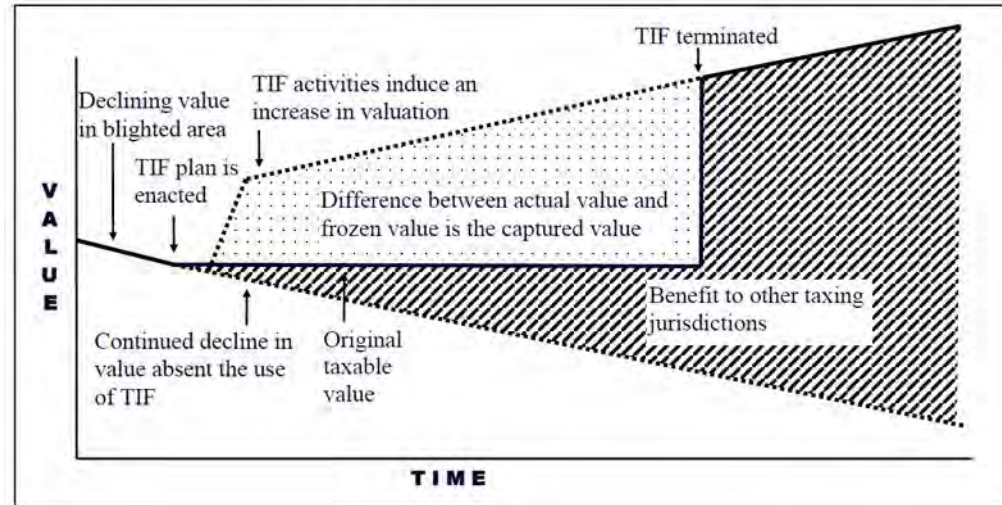 TIF terminated
TIF activities induce an
increase in valuation
Declining value
in blighted area
TIF plan is
enacted
Difference between actual value and
frozen value is the captured value
VALUE
Benefit to other taxing
jurisdictions
Continued decline in
value absent the use
of TIF
Original
taxable
value
TIME